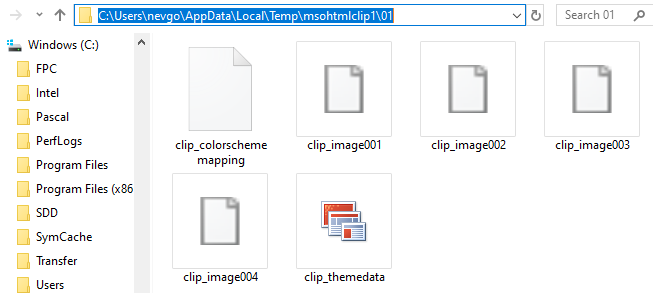 C:\Users\nevgo\AppData\Local\Temp\msohtmlclip1\01
Search 01
Windows (C:)
FPC
Intel
Pascal
PerfLogs
Program Files
Program Files (x86
SDD
SymCache
Transfer
Users
clip_colorscheme
mapping
clip_image001
clip_image002
clip_image003
clip_image004
clip_themedata